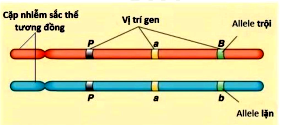 Cặp nhiễm sắc thể
tương đồng
Vị trí gen
Allele trội
P a B
P a b
Allele lặn